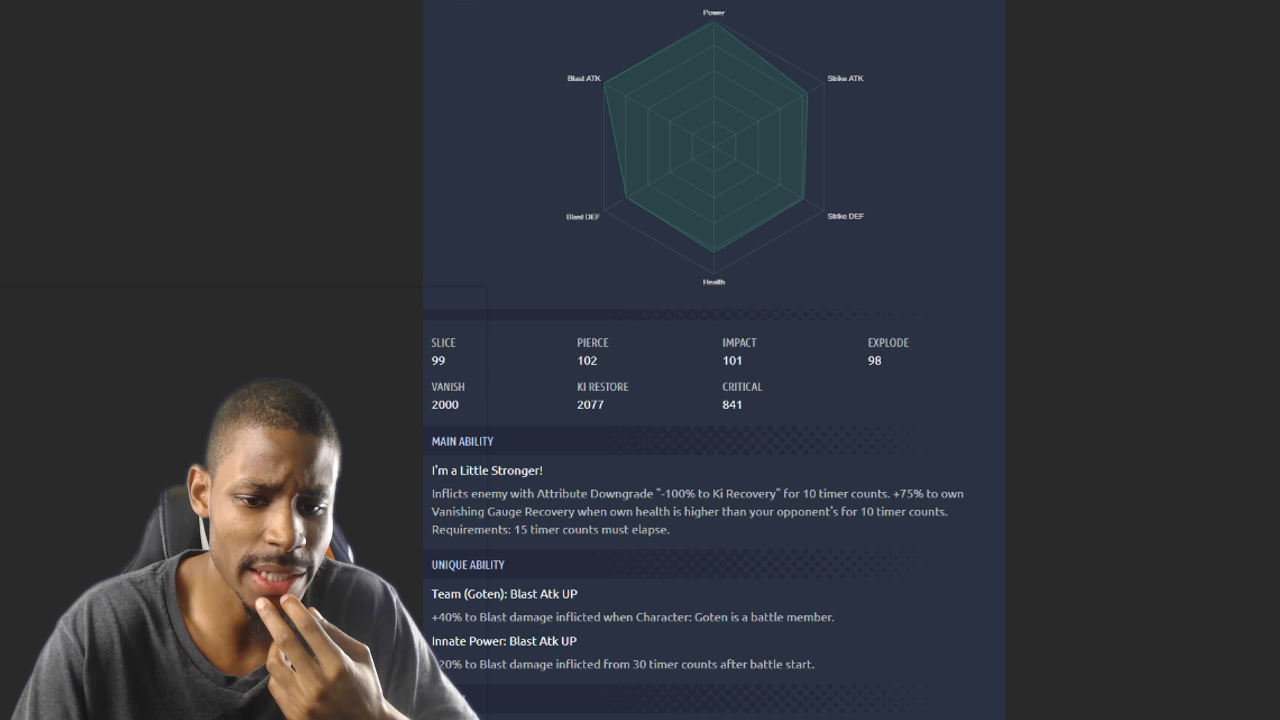 Power
Blast ATK
Strike ATK
Blast DEF
Strike DEF
Health
SLICE PIERCE IMPACT EXPLODE
99 102 101 98
VANISH KI RESTORE CRITICAL
2000 2077 841
MAIN ABILITY
I'm a Little Stronger!
Inflicts enemy with Attribute Downgrade "-100% to Ki Recovery" for 10 timer counts. +75% to own
Vanishing Gauge Recovery when own health is higher than your opponent's for 10 timer counts.
Requirements: 15 timer counts must elapse.
UNIQUE ABILITY
Team (Goten): Blast Atk UP
+40% to Blast damage inflicted when Character: Goten is a battle member.
Innate Power: Blast Atk UP
20% to Blast damage inflicted from 30 timer counts after battle start.